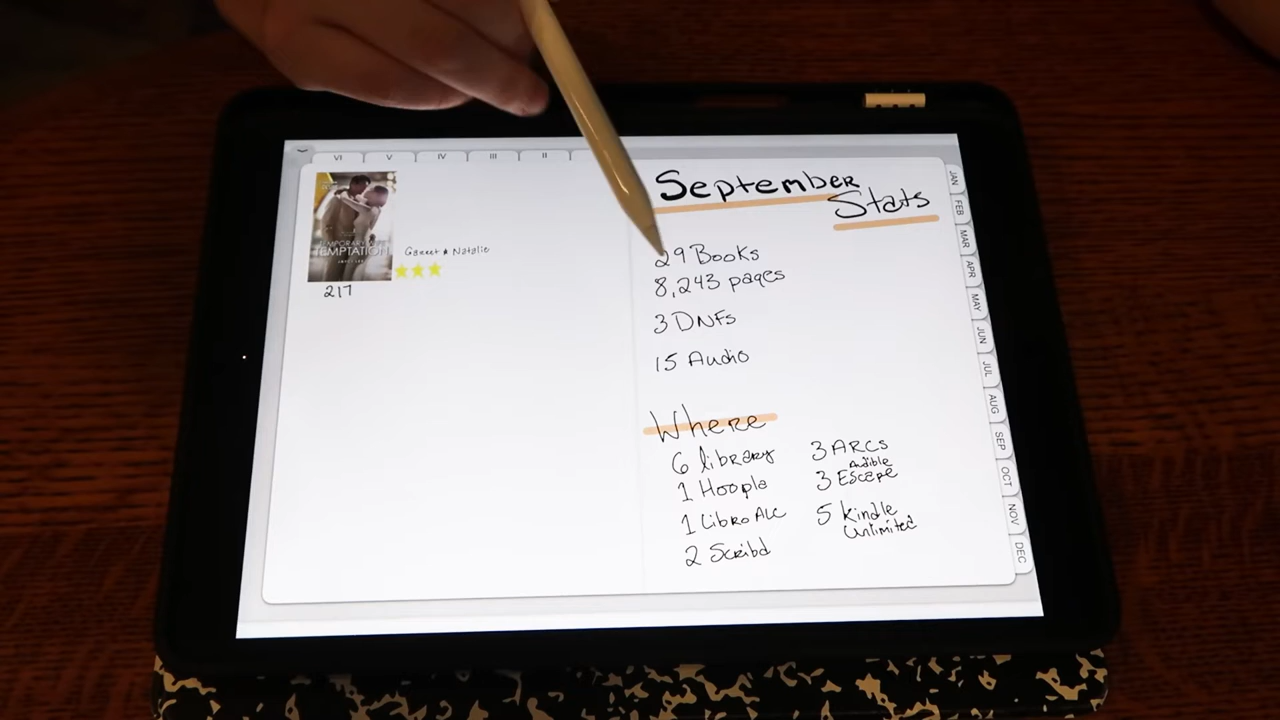 VI V IV III II
TEMPORARY
TEMPTATION
Garret & Natalie
217
September
Stats
29 Books
8,243 pages
3 DNFs
15 Audio
Where
6 library
1 Hoopla
1 Libro ALC
2 Scribd
3 ARCs
3 Audible Escape
5 Kindle
Unlimited
JAN
FEB
MAR
APR
MAY
JUN
JUL
AUG
SEP
OCT
NOV
DEC